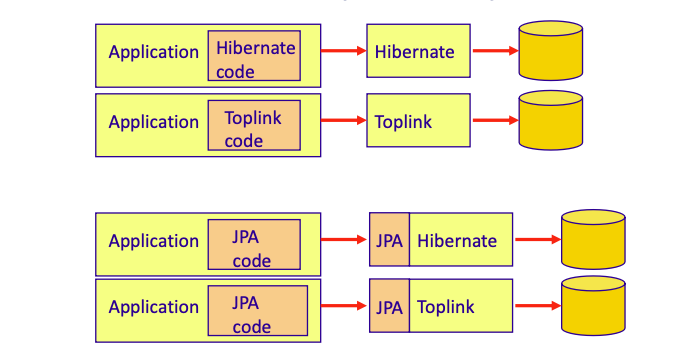 Application Hibernate code Hibernate
Application Toplink code Toplink
Application JPA code JPA Hibernate
Application JPA code JPA Toplink